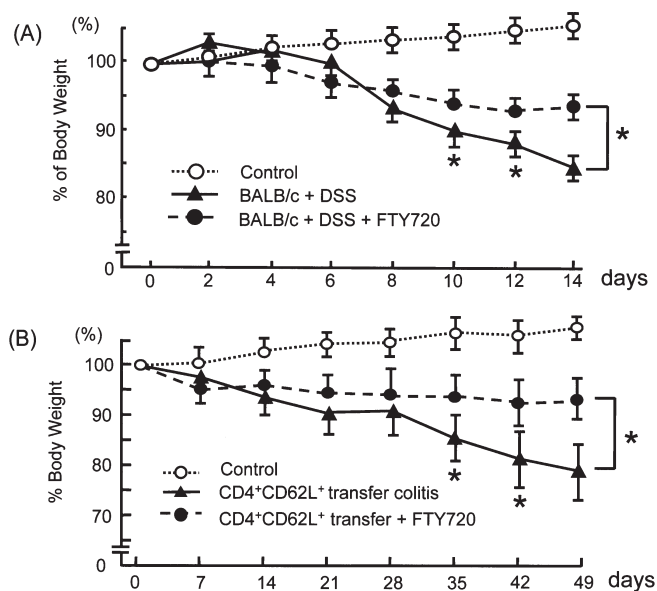 (A)
(%)
100
90
80
0
% of Body Weight
Control
BALB/c + DSS
BALB/c + DSS + FTY720
*
*
*
0 2 4 6 8 10 12 14 days
(B)
(%)
100
90
80
70
0
% Body Weight
Control
CD4⁺CD62L⁺ transfer colitis
CD4⁺CD62L⁺ transfer + FTY720
*
*
*
0 7 14 21 28 35 42 49 days